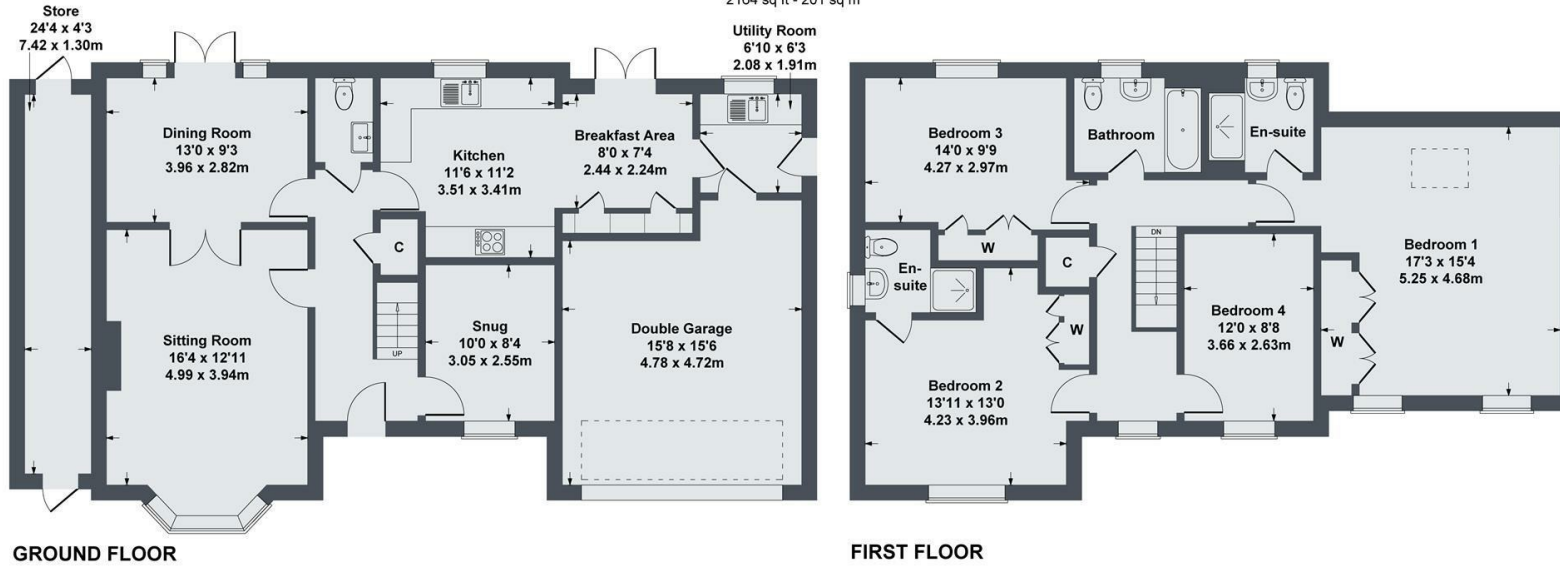 2164 sq ft - 201 sq m
Store
24'4 x 4'3
7.42 x 1.30m
Utility Room
6'10 x 6'3
2.08 x 1.91m
Dining Room
13'0 x 9'3
3.96 x 2.82m
Kitchen
11'6 x 11'2
3.51 x 3.41m
Breakfast Area
8'0 x 7'4
2.44 x 2.24m
C
Sitting Room
16'4 x 12'11
4.99 x 3.94m
UP
Snug
10'0 x 8'4
3.05 x 2.55m
Double Garage
15'8 x 15'6
4.78 x 4.72m
GROUND FLOOR
Bedroom 3
14'0 x 9'9
4.27 x 2.97m
Bathroom
En-suite
W
C
DN
En-
suite
Bedroom 1
17'3 x 15'4
5.25 x 4.68m
W
Bedroom 4
12'0 x 8'8
3.66 x 2.63m
W
Bedroom 2
13'11 x 13'0
4.23 x 3.96m
FIRST FLOOR